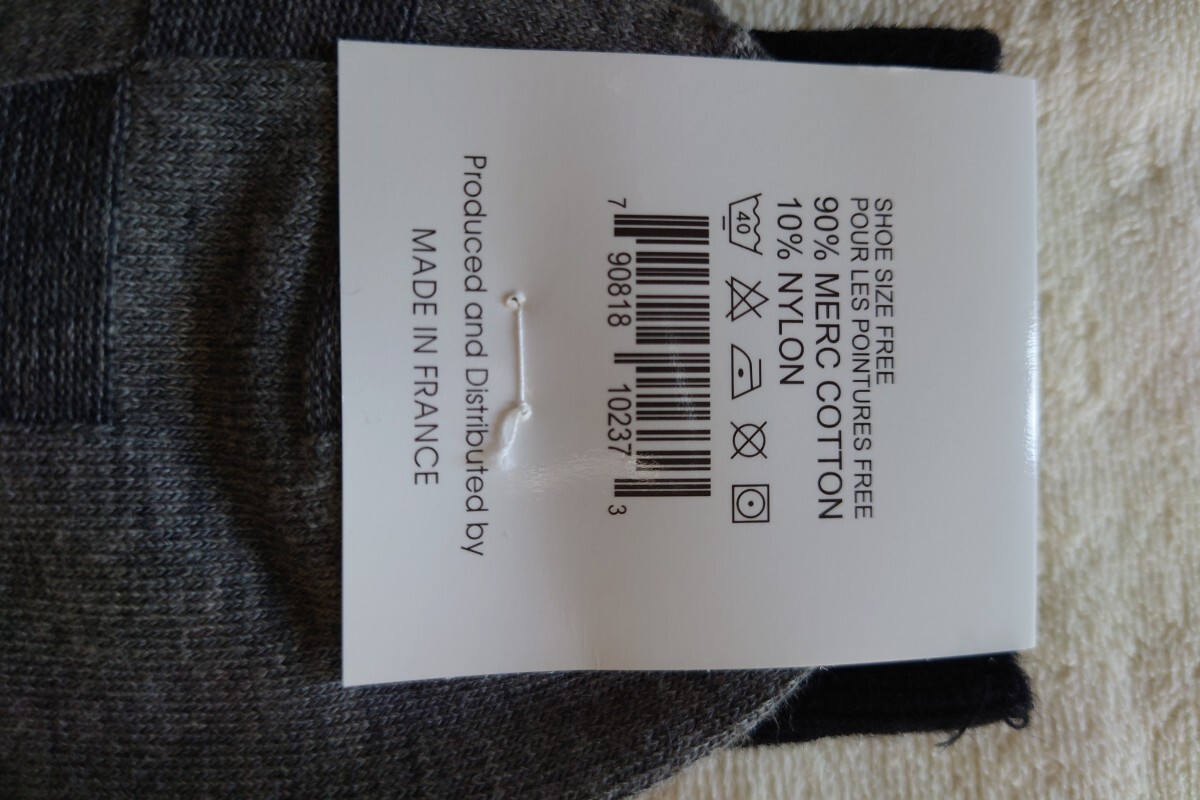 SHOE SIZE FREE
POUR LES POINTURES FREE
90% MERC COTTON
10% NYLON
40
7 90818 10237 3
Produced and Distributed by
MADE IN FRANCE